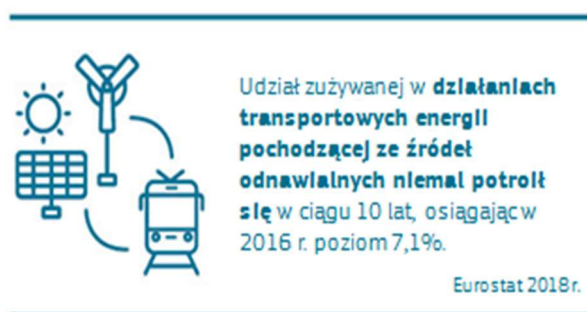 Udział zużywanej w działaniach
transportowych energii
pochodzącej ze źródeł
odnawialnych niemal potroił
się w ciągu 10 lat, osiągając w
2016 r. poziom 7,1%.
Eurostat 2018 r.